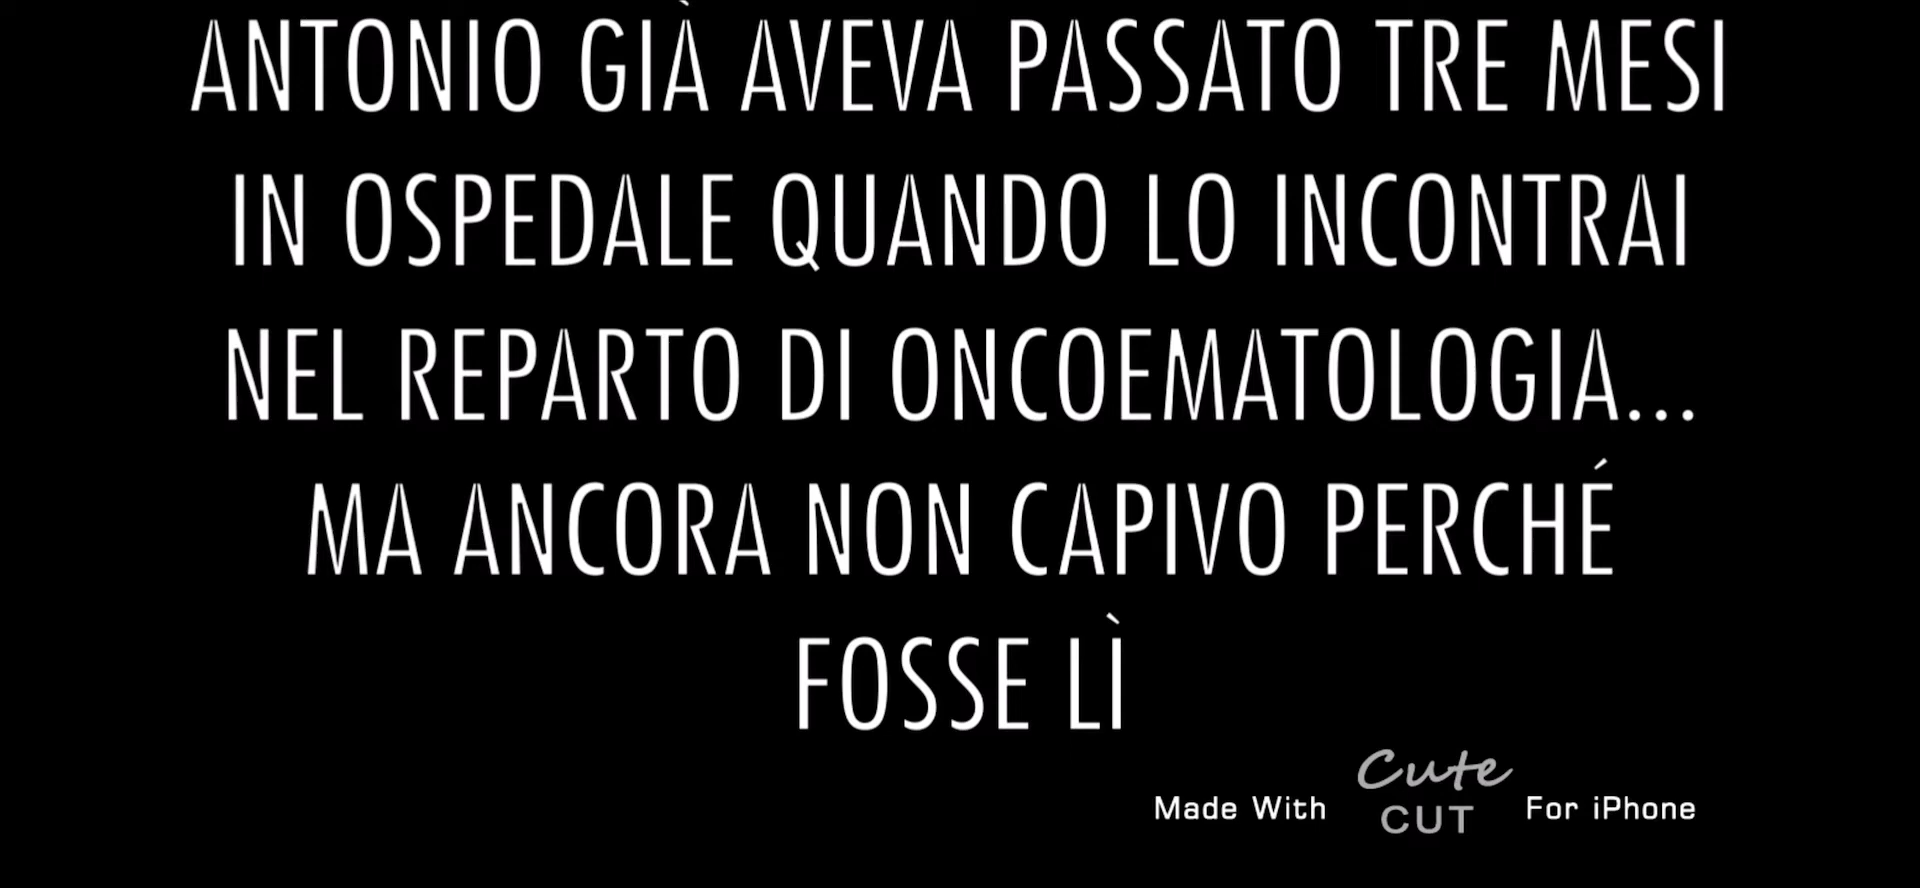 ANTONIO GIÀ AVEVA PASSATO TRE MESI
IN OSPEDALE QUANDO LO INCONTRAI
NEL REPARTO DI ONCOEMATOLOGIA...
MA ANCORA NON CAPIVO PERCHÉ
FOSSE LÌ
Made With Cute CUT For iPhone